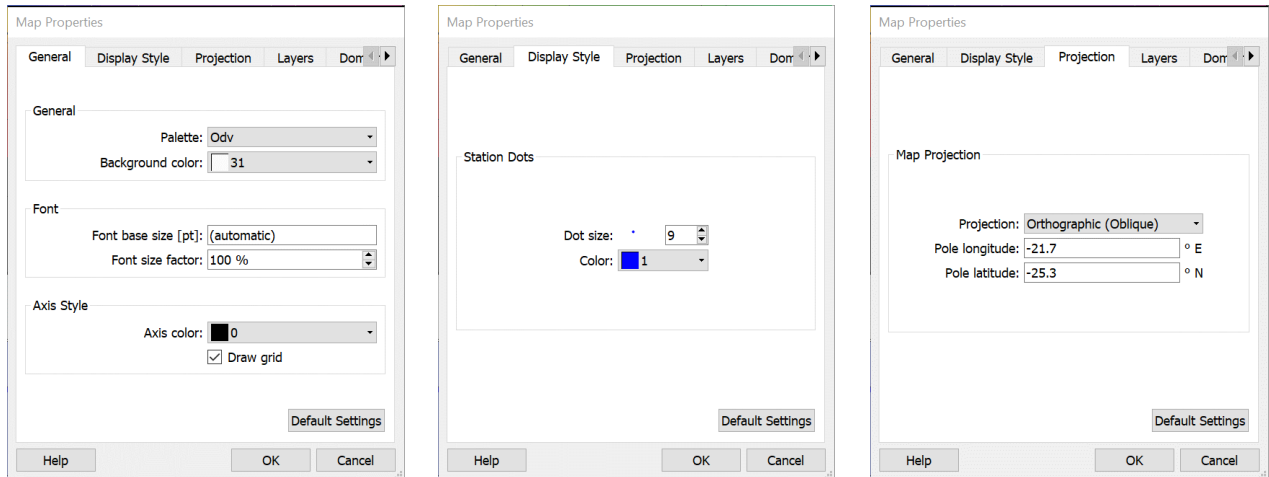 Map Properties
General Display Style Projection Layers
General
Palette: Odv
Background color: 31
Font
Font base size [pt]: (automatic)
Font size factor: 100 %
Axis Style
Axis color: 0
Draw grid
Default Settings
Help OK Cancel
Map Properties
General Display Style Projection Layers
Station Dots
Dot size: 9
Color: 1
Default Settings
Help OK Cancel
Map Properties
General Display Style Projection Layers
Map Projection
Projection: Orthographic (Oblique)
Pole longitude: -21.7 º E
Pole latitude: -25.3 º N
Default Settings
Help OK Cancel